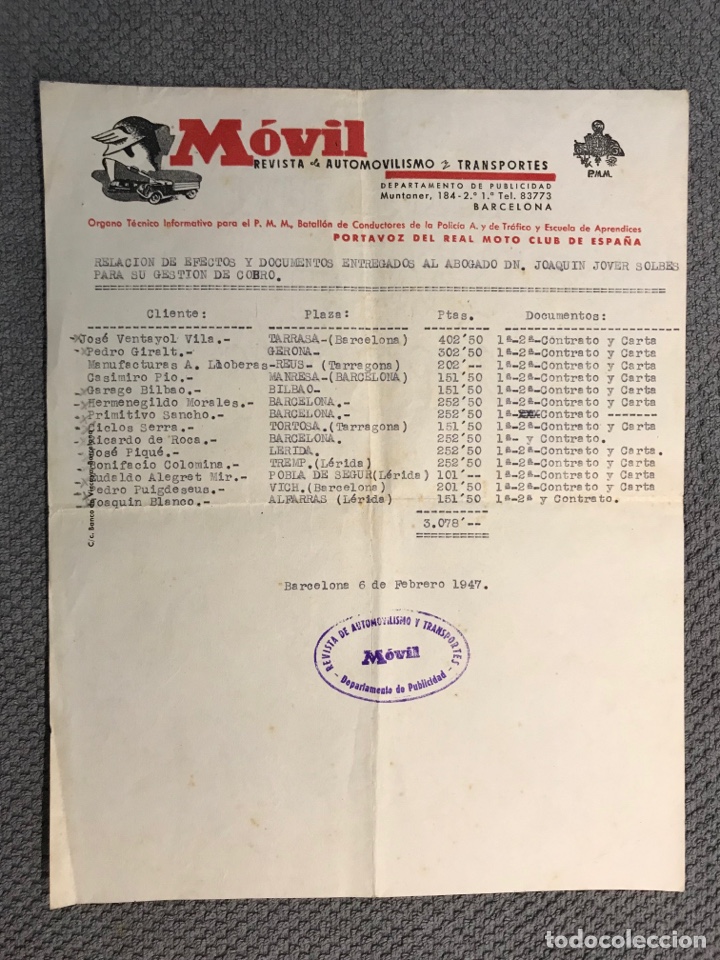 Móvil
REVISTA de AUTOMOVILISMO y TRANSPORTES
DEPARTAMENTO DE PUBLICIDAD
Muntaner, 184-2.º 1.ª Tel. 83773
BARCELONA
P.M.M.
Organo Técnico Informativo para el P. M. M., Batallón de Conductores de la Policía A. y de Tráfico y Escuela de Aprendices
PORTAVOZ DEL REAL MOTO CLUB DE ESPAÑA
RELACION DE EFECTOS Y DOCUMENTOS ENTREGADOS AL ABOGADO DN. JOAQUIN JOVER SOLBES
PARA SU GESTION DE COBRO.
Cliente: Plaza: Ptas. Documentos:
José Ventayol Vila.- TARRASA-(Barcelona) 402'50 1ª-2ª-Contrato y Carta
Pedro Giralt.- GERONA.- 302'50 1ª-2ª-Contrato y Carta
Manufacturas A. Lloberas-REUS-(Tarragona) 202'-- 1ª-2ª-Contrato y Carta
Casimiro Pio.- MANRESA-(BARCELONA) 151'50 1ª-2ª-Contrato y Carta
Garage Bilbao.- BILBAO.- 151'50 1ª-2ª-Contrato y Carta
Hermenegildo Morales.- BARCELONA.- 252'50 1ª-2ª-Contrato y Carta
Primitivo Sancho.- BARCELONA.- 252'50 1ª-Contrato -------
Ciclos Serra.- TORTOSA.(Tarragona) 151'50 1ª-2ª-Contrato y Carta
Ricardo de Roca.- BARCELONA. 252'50 1ª- y Contrato.
José Piqué.- LERIDA. 252'50 1ª-2ª-Contrato y Carta.
Bonifacio Colomina.- TREMP.(Lérida) 252'50 1ª-2ª-Contrato y Carta
Eudaldo Alegret Mir.- POBLA DE SEGUR(Lérida) 101'-- 1ª-2ª-Contrato y Carta
Pedro Puigdeseus.- VICH.(Barcelona) 201'50 1ª-2ª-Contrato y Carta
Joaquin Blanco.- ALFARRAS (Lérida) 151'50 1ª-2ª y Contrato.
3.078'--
C/c. Banco de Vizcaya
Barcelona 6 de Febrero 1947.
REVISTA DE AUTOMOVILISMO Y TRANSPORTES
Móvil
- Departamento de Publicidad -
todocoleccion